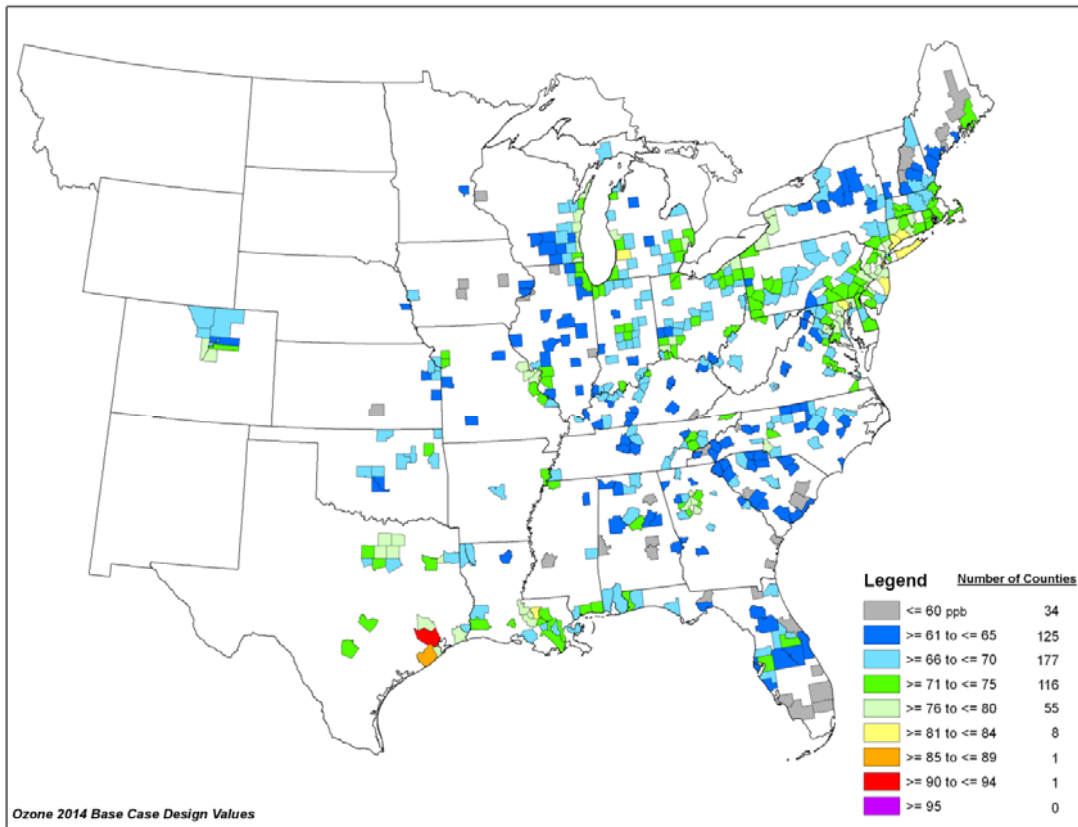 Legend Number of Counties
<= 60 ppb 34
>= 61 to <= 65 125
>= 66 to <= 70 177
>= 71 to <= 75 116
>= 76 to <= 80 55
>= 81 to <= 84 8
>= 85 to <= 89 1
>= 90 to <= 94 1
>= 95 0
Ozone 2014 Base Case Design Values